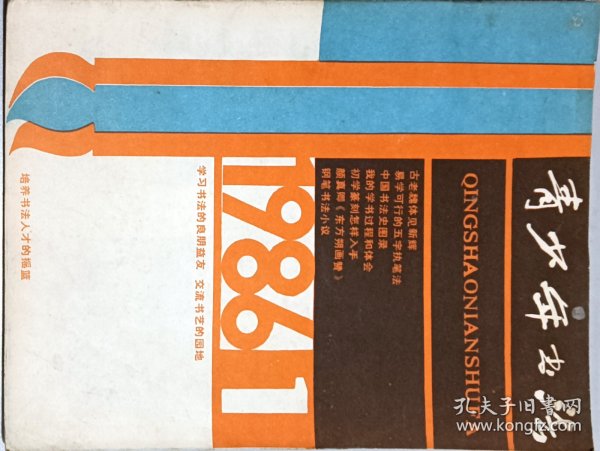 青少年书法
QINGSHAONIANSHUFA
古老魏体见新辉
易学可行的五字执笔法
中国书法史图录
我的学书过程和体会
初学篆刻怎样入手
颜真卿《东方朔画赞》
钢笔书法小议
1986 1
学习书法的良朋益友 交流书艺的园地
培养书法人才的摇篮
孔夫子旧书网
www.kongfz.com